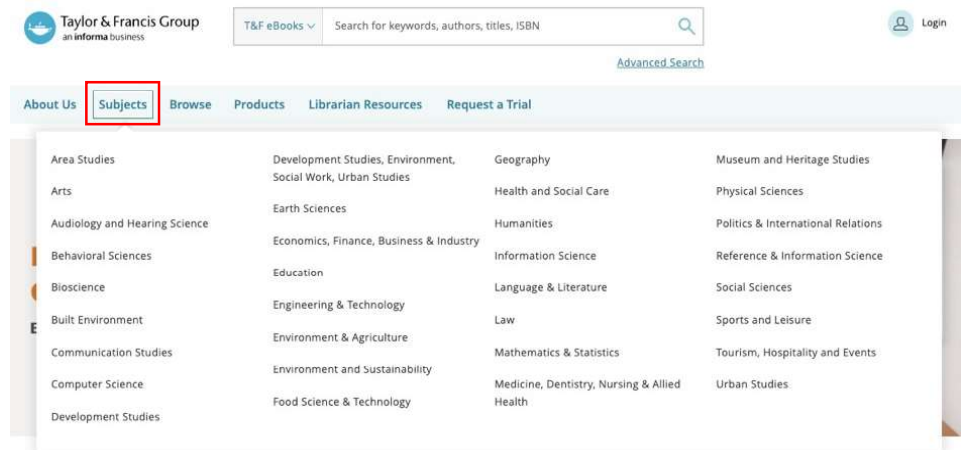 Taylor & Francis Group
an informa business
T&F eBooks
Search for keywords, authors, titles, ISBN
Login
Advanced Search
About Us
Subjects
Browse
Products
Librarian Resources
Request a Trial
Area Studies
Arts
Audiology and Hearing Science
Behavioral Sciences
Bioscience
Built Environment
Communication Studies
Computer Science
Development Studies
Development Studies, Environment,
Social Work, Urban Studies
Earth Sciences
Economics, Finance, Business & Industry
Education
Engineering & Technology
Environment & Agriculture
Environment and Sustainability
Food Science & Technology
Geography
Health and Social Care
Humanities
Information Science
Language & Literature
Law
Mathematics & Statistics
Medicine, Dentistry, Nursing & Allied
Health
Museum and Heritage Studies
Physical Sciences
Politics & International Relations
Reference & Information Science
Social Sciences
Sports and Leisure
Tourism, Hospitality and Events
Urban Studies